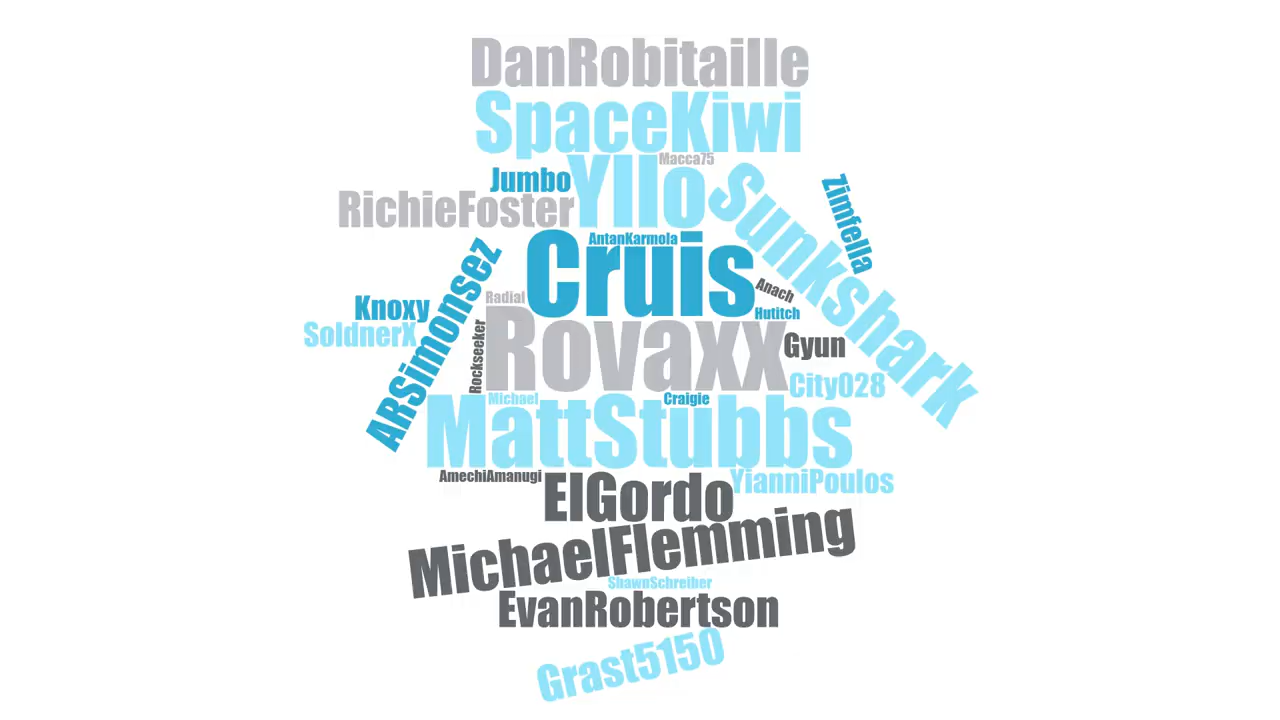 DanRobitaille
SpaceKiwi
Macca75
Yllo
Jumbo
RichieFoster
Sunkshark
Zimfella
AntanKarmola
Cruis
ARSimonsez
Anach
Radial
Knoxy
Hutitch
SoldnerX
Rockseeker
Rovaxx
Gyun
City028
Michael
Craigie
MattStubbs
AmechiAmanugi
YianniPoulos
ElGordo
MichaelFlemming
ShawnSchreiber
EvanRobertson
Grast5150